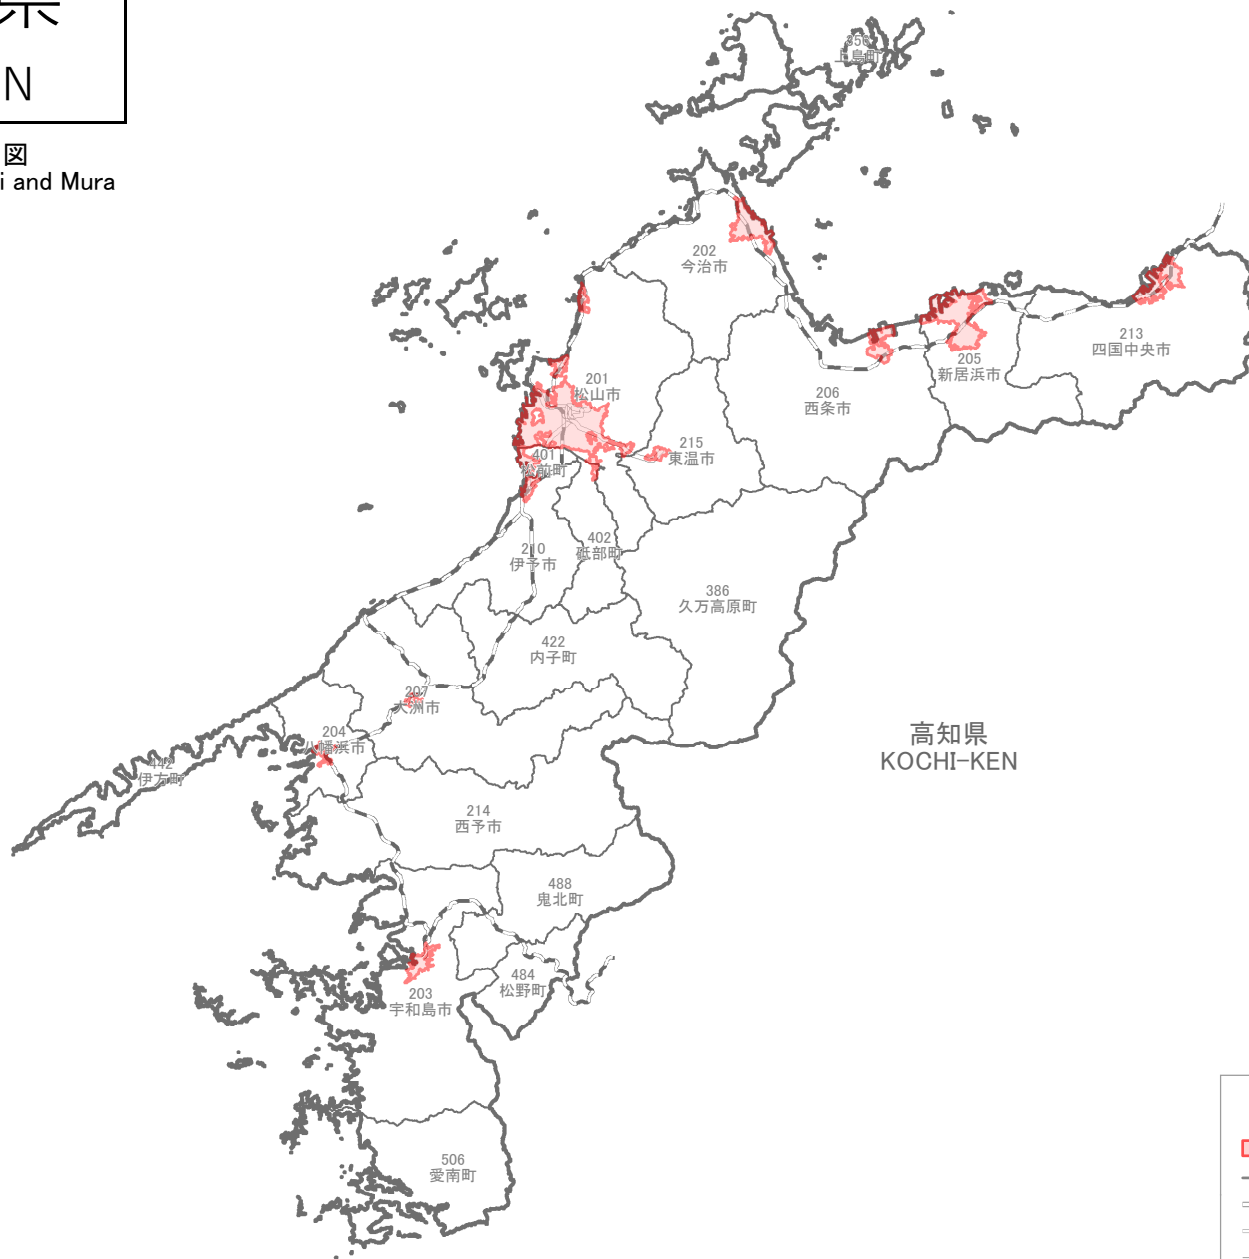 県
N
図
i and Mura
356
上島町
202
今治市
213
四国中央市
205
新居浜市
206
西条市
201
松山市
215
東温市
401
松前町
402
砥部町
210
伊予市
386
久万高原町
422
内子町
207
大洲市
204
八幡浜市
442
伊方町
高知県
KOCHI-KEN
214
西予市
488
鬼北町
484
松野町
203
宇和島市
506
愛南町